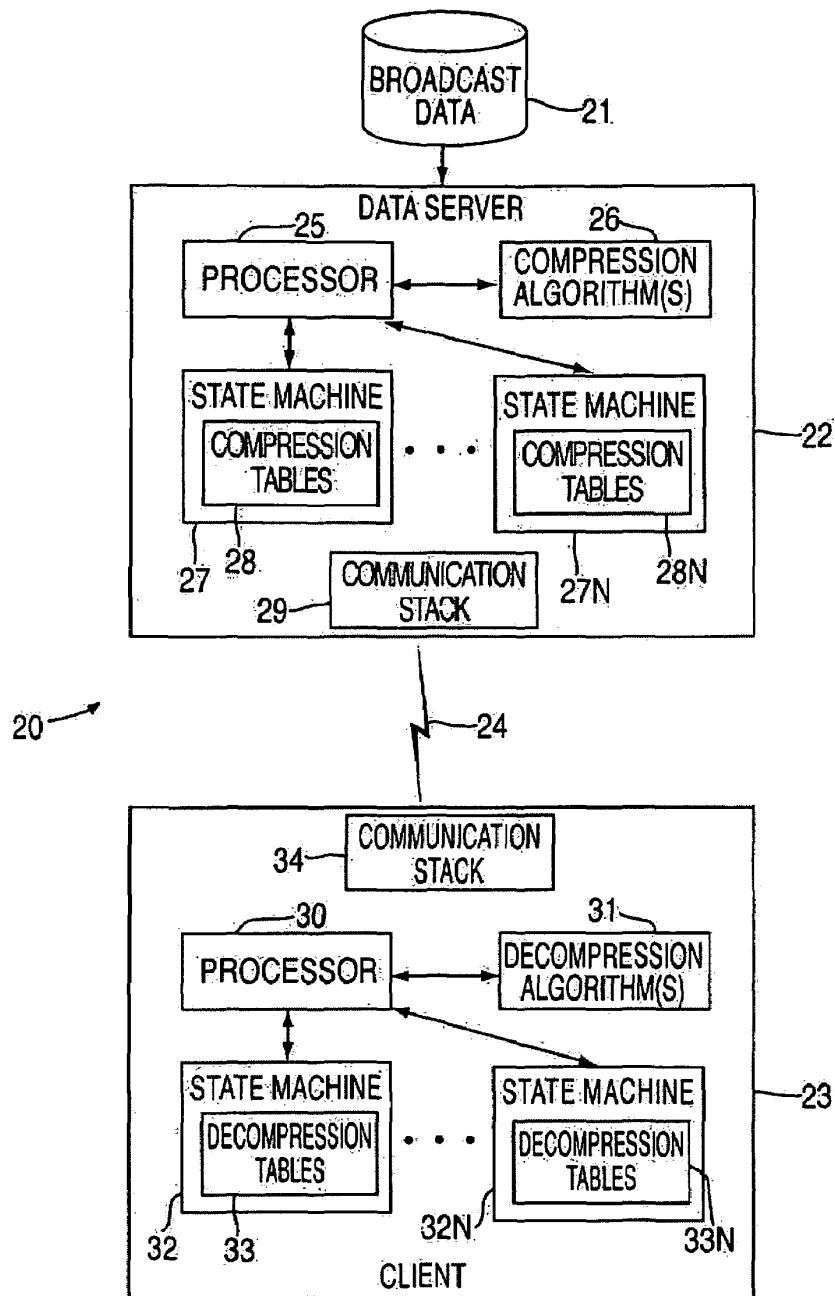 BROADCAST
DATA
21
DATA SERVER
25
26
PROCESSOR
COMPRESSION
ALGORITHM(S)
STATE MACHINE
COMPRESSION
TABLES
STATE MACHINE
COMPRESSION
TABLES
22
27
28
27N
28N
29
COMMUNICATION
STACK
20
24
34
COMMUNICATION
STACK
30
31
PROCESSOR
DECOMPRESSION
ALGORITHM(S)
STATE MACHINE
DECOMPRESSION
TABLES
STATE MACHINE
DECOMPRESSION
TABLES
23
32
33
32N
33N
CLIENT